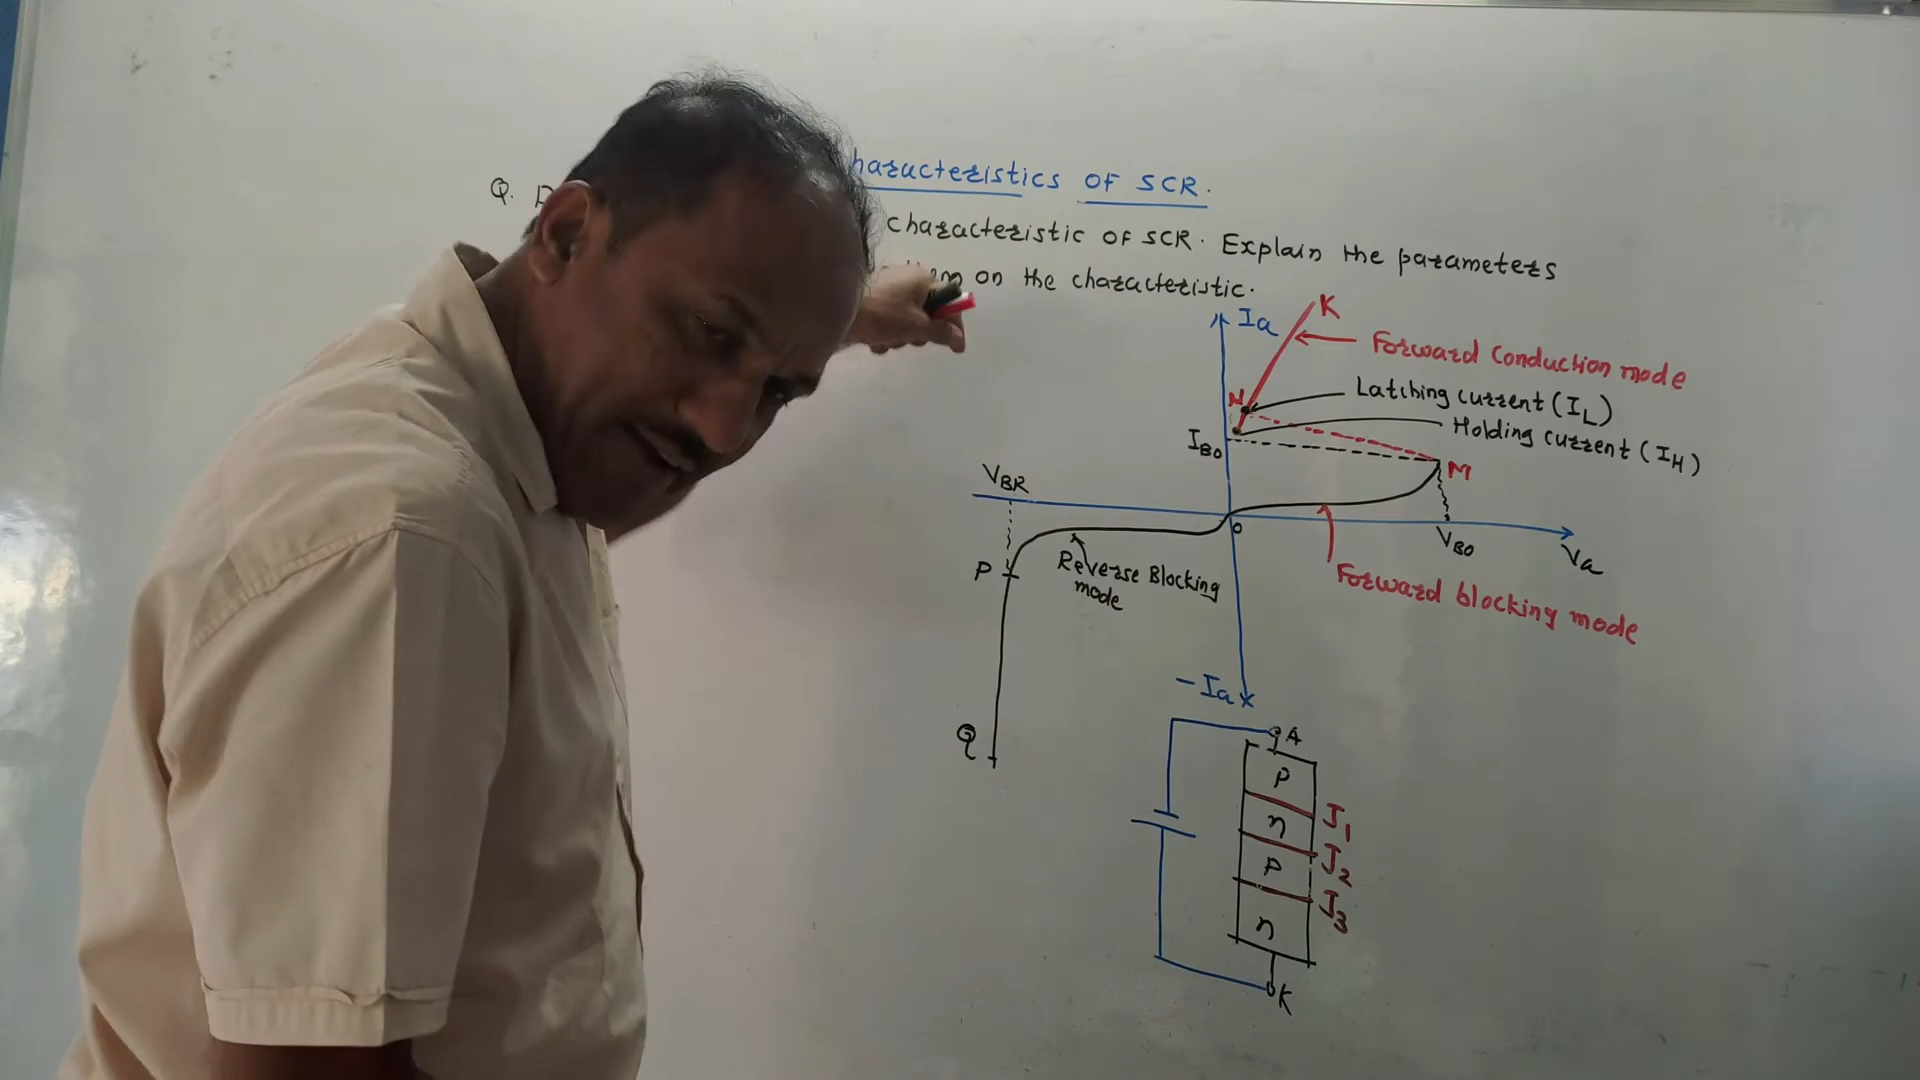 haracteristics OF SCR.
Q.
characteristic OF SCR. Explain the parameters
on the characteristic.
Ia
K
Forward Conduction mode
N
Latching current (IL)
Holding current (IH)
IBO
M
VBR
O
VBO
Va
P
Reverse Blocking
mode
Forward blocking mode
-Ia
Q
A
P
J1
n
J2
P
J3
n
K